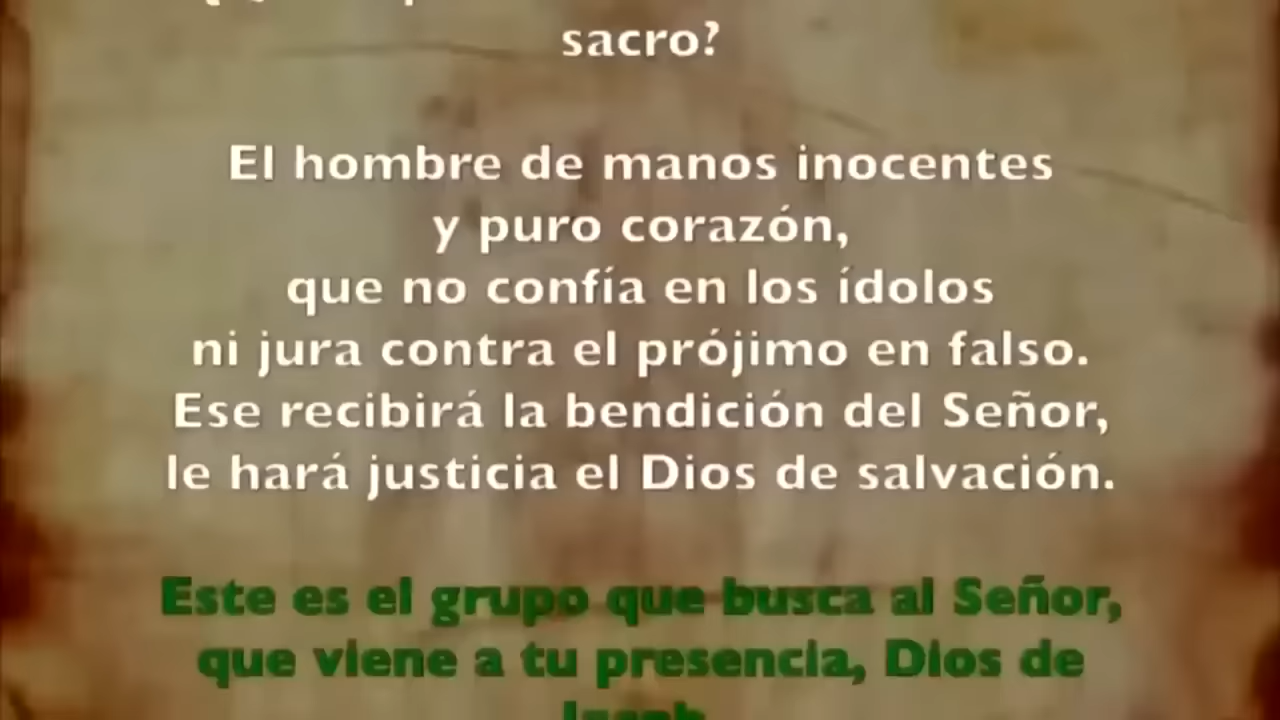 sacro?
El hombre de manos inocentes
y puro corazón,
que no confía en los ídolos
ni jura contra el prójimo en falso.
Ese recibirá la bendición del Señor,
le hará justicia el Dios de salvación.
Este es el grupo que busca al Señor,
que viene a tu presencia, Dios de